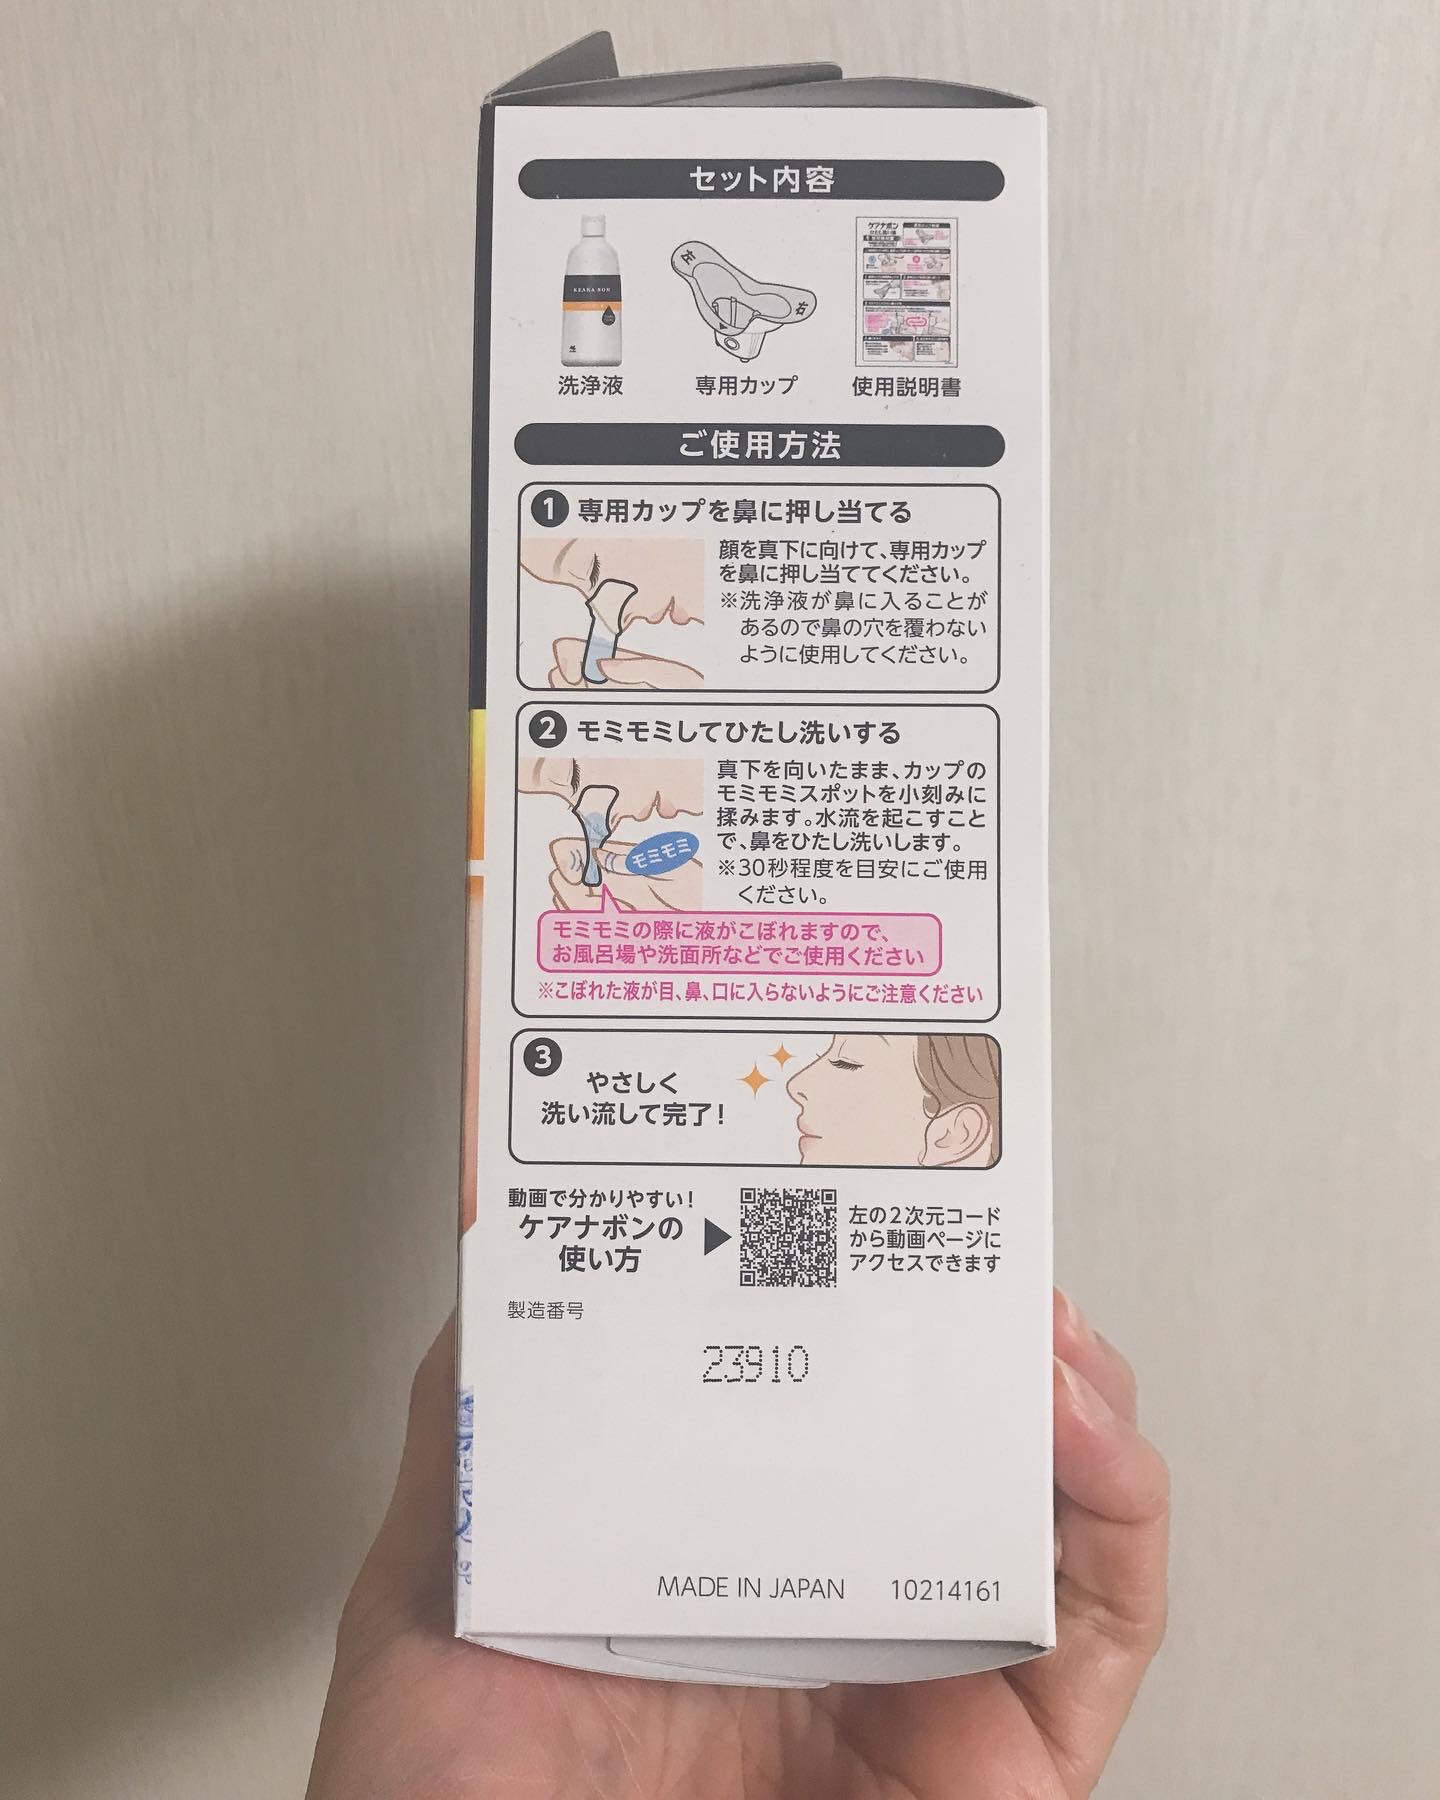 セット内容
左
右
KEANA BON
洗浄液
専用カップ
ケアナボン
使用説明書
ご使用方法
1 専用カップを鼻に押し当てる
顔を真下に向けて、専用カップ
を鼻に押し当ててください。
※洗浄液が鼻に入ることが
あるので鼻の穴を覆わない
ように使用してください。
2 モミモミしてひたし洗いする
真下を向いたまま、カップの
モミモミスポットを小刻みに
揉みます。水流を起こすこと
で、鼻をひたし洗いします。
※30秒程度を目安にご使用
ください。
モミモミ
モミモミの際に液がこぼれますので、
お風呂場や洗面所などでご使用ください
※こぼれた液が目、鼻、口に入らないようにご注意ください
3
やさしく
洗い流して完了!
動画で分かりやすい!
ケアナボンの
使い方
左の2次元コード
から動画ページに
アクセスできます
製造番号
23910
MADE IN JAPAN 10214161